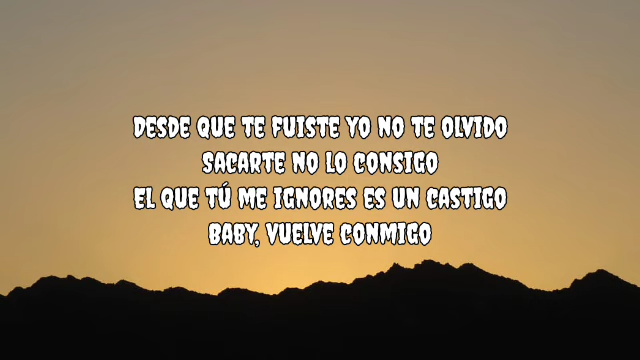 DESDE QUE TE FUISTE YO NO TE OLVIDO
SACARTE NO LO CONSIGO
EL QUE TÚ ME IGNORES ES UN CASTIGO
BABY, VUELVE CONMIGO